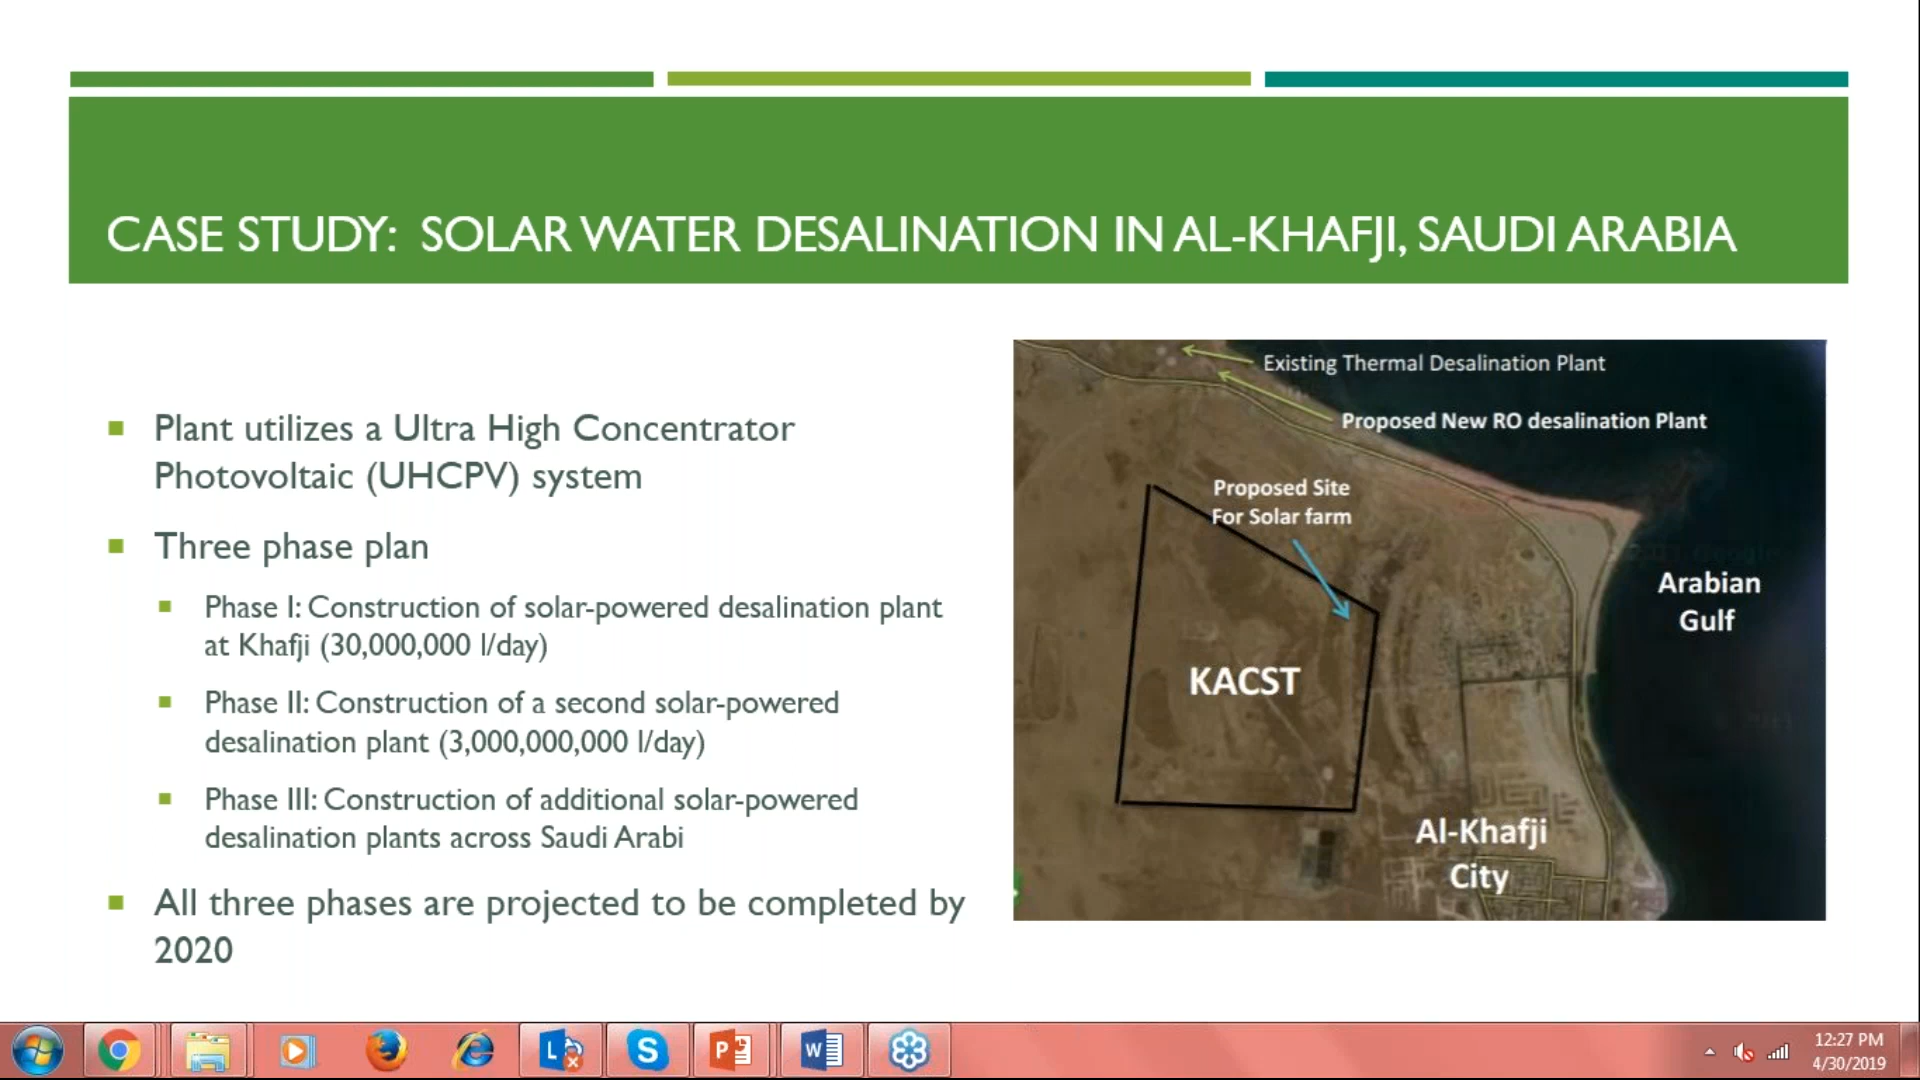 CASE STUDY: SOLAR WATER DESALINATION IN AL-KHAFJI, SAUDI ARABIA
Plant utilizes a Ultra High Concentrator
Photovoltaic (UHCPV) system
Three phase plan
Phase I: Construction of solar-powered desalination plant
at Khafji (30,000,000 l/day)
Phase II: Construction of a second solar-powered
desalination plant (3,000,000,000 l/day)
Phase III: Construction of additional solar-powered
desalination plants across Saudi Arabi
All three phases are projected to be completed by
2020
Existing Thermal Desalination Plant
Proposed New RO desalination Plant
Proposed Site
For Solar farm
Arabian
Gulf
KACST
Al-Khafji
City
12:27 PM
4/30/2019